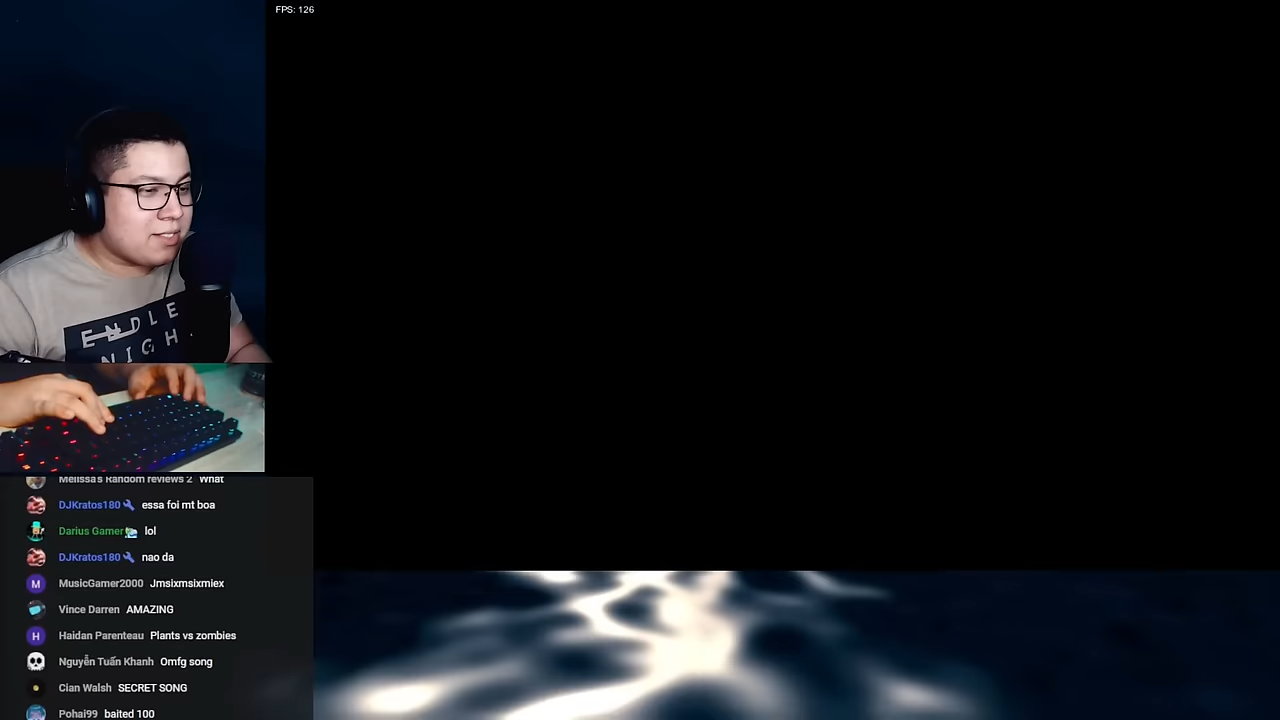 FPS: 126
ENDLE
NIGH
Melissa's Random reviews 2 What
DJKratos180 essa foi mt boa
Darius Gamer lol
DJKratos180 nao da
M MusicGamer2000 Jmsixmsixmiex
Vince Darren AMAZING
H Haidan Parenteau Plants vs zombies
Nguyễn Tuấn Khanh Omfg song
Cian Walsh SECRET SONG
Pohai99 baited 100